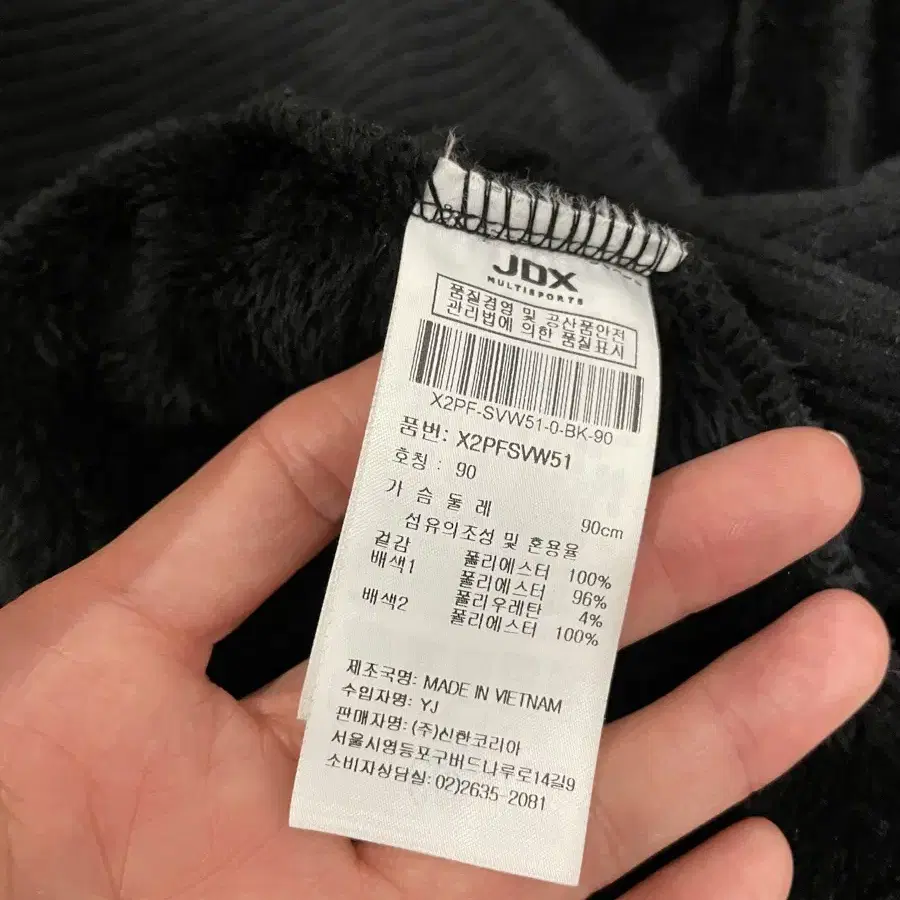 JDX
MULTISPORTS
품질경영 및 공산품안전
관리법에 의한 품질표시
X2PF-SVW51-0-BK-90
품번: X2PFSVW51
호칭 : 90
가 슴 둘 레 90cm
섬유의조성 및 혼용율
겉감 폴리에스터 100%
배색1 폴리에스터 96%
폴리우레탄 4%
배색2 폴리에스터 100%
제조국명: MADE IN VIETNAM
수입자명: YJ
판매자명: (주)신한코리아
서울시영등포구버드나루로14길9
소비자상담실: 02)2635-2081